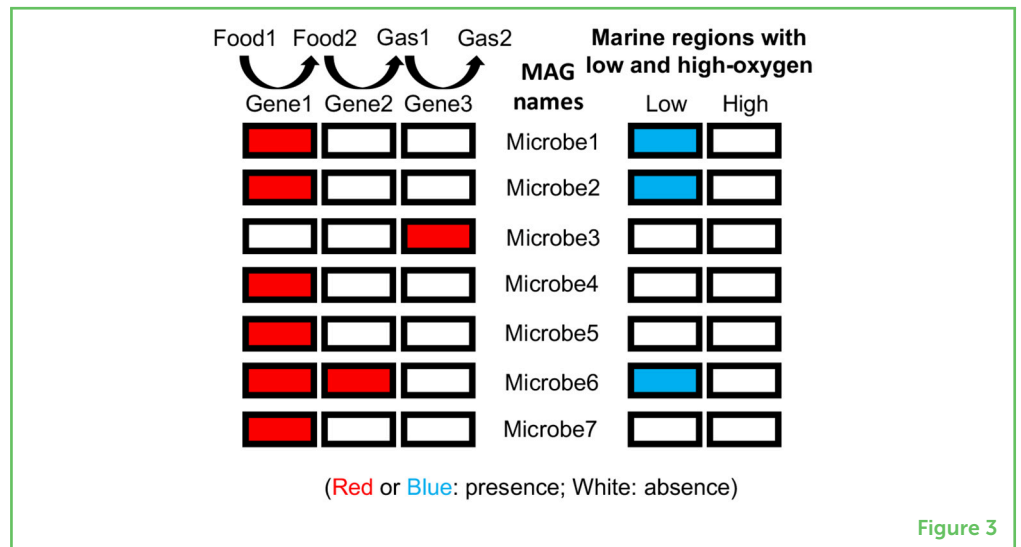 Food1 Food2 Gas1 Gas2
Marine regions with
low and high-oxygen
MAG
names
Gene1 Gene2 Gene3
Low High
Microbe1
Microbe2
Microbe3
Microbe4
Microbe5
Microbe6
Microbe7
(Red or Blue: presence; White: absence)
Figure 3